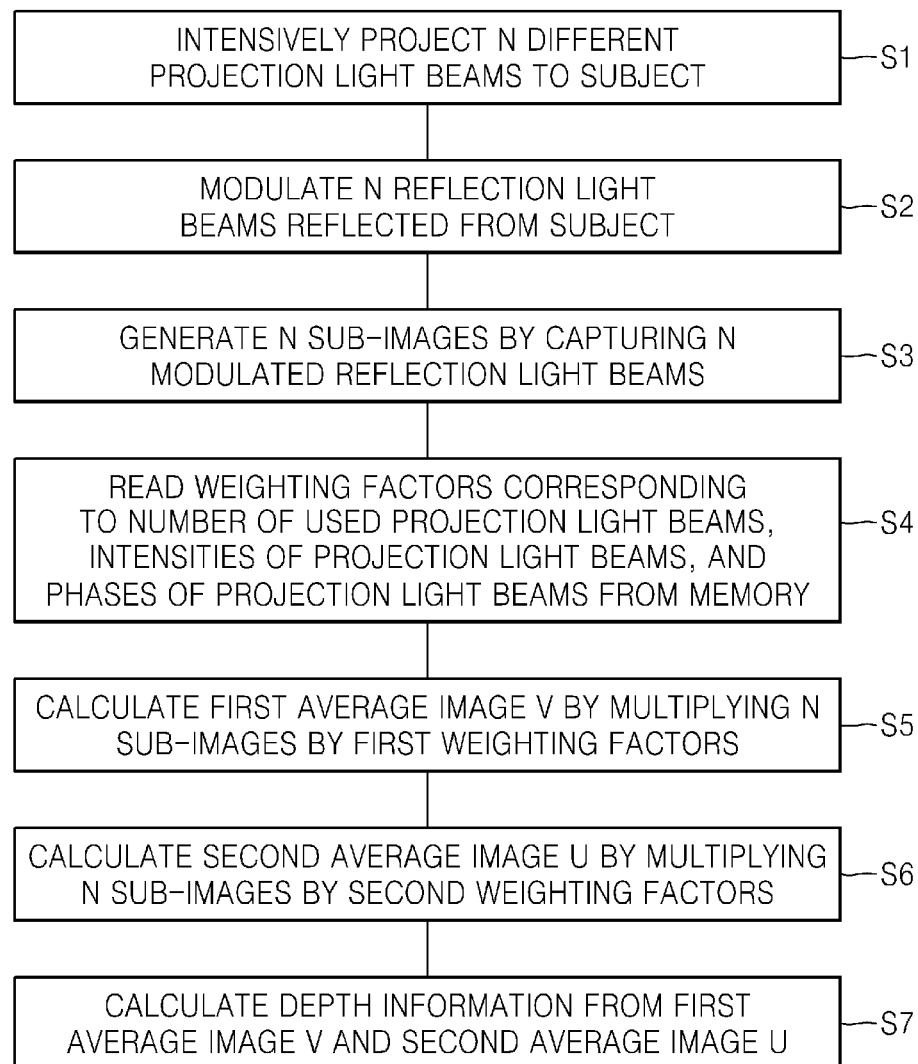 INTENSIVELY PROJECT N DIFFERENT
PROJECTION LIGHT BEAMS TO SUBJECT
S1
MODULATE N REFLECTION LIGHT
BEAMS REFLECTED FROM SUBJECT
S2
GENERATE N SUB-IMAGES BY CAPTURING N
MODULATED REFLECTION LIGHT BEAMS
S3
READ WEIGHTING FACTORS CORRESPONDING
TO NUMBER OF USED PROJECTION LIGHT BEAMS,
INTENSITIES OF PROJECTION LIGHT BEAMS, AND
PHASES OF PROJECTION LIGHT BEAMS FROM MEMORY
S4
CALCULATE FIRST AVERAGE IMAGE V BY MULTIPLYING N
SUB-IMAGES BY FIRST WEIGHTING FACTORS
S5
CALCULATE SECOND AVERAGE IMAGE U BY MULTIPLYING
N SUB-IMAGES BY SECOND WEIGHTING FACTORS
S6
CALCULATE DEPTH INFORMATION FROM FIRST
AVERAGE IMAGE V AND SECOND AVERAGE IMAGE U
S7